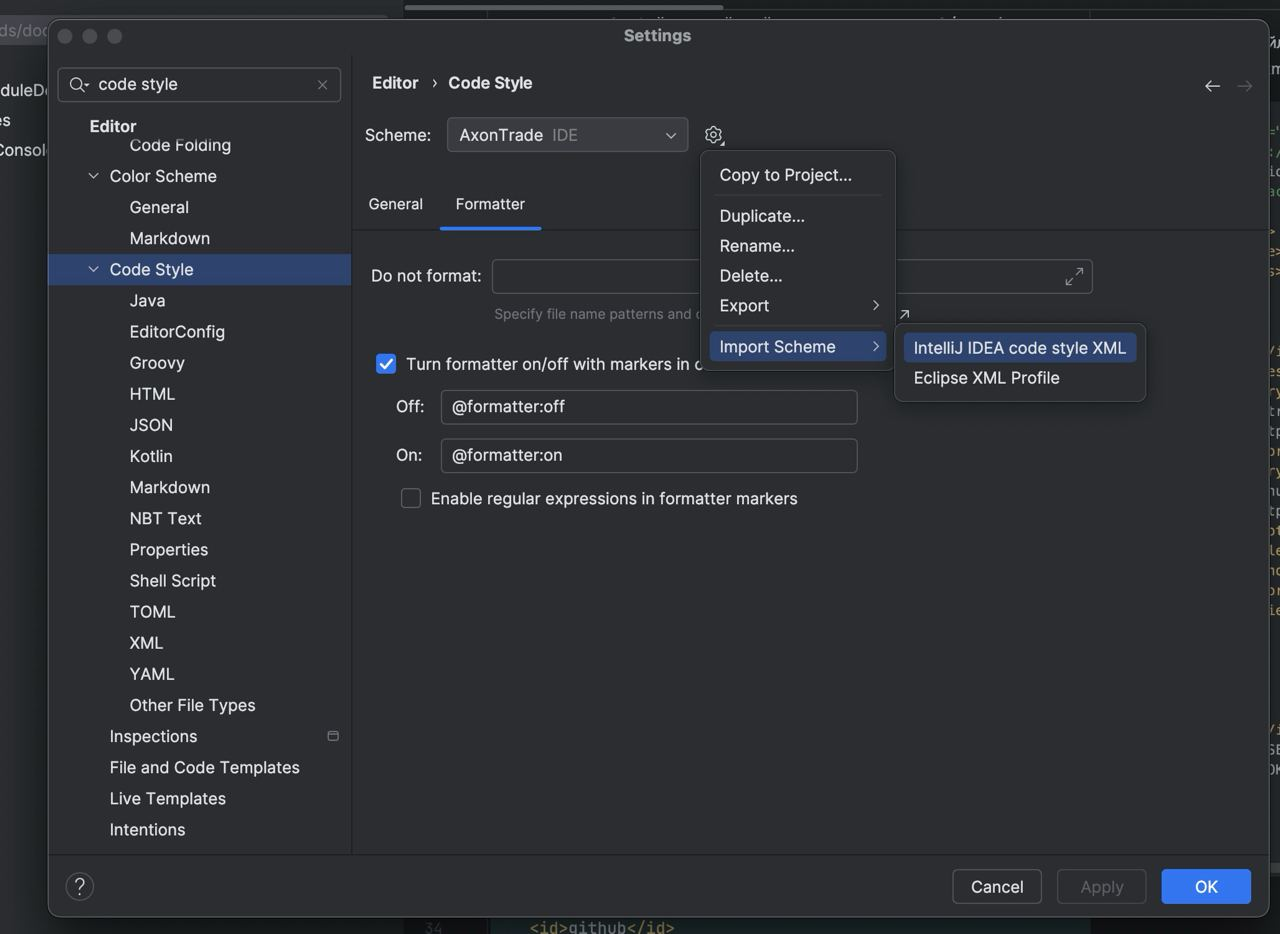 Settings
code style
Editor
Code Folding
Color Scheme
General
Markdown
Code Style
Java
EditorConfig
Groovy
HTML
JSON
Kotlin
Markdown
NBT Text
Properties
Shell Script
TOML
XML
YAML
Other File Types
Inspections
File and Code Templates
Live Templates
Intentions
Editor › Code Style
Scheme: AxonTrade IDE
General Formatter
Do not format:
Specify file name patterns and
Turn formatter on/off with markers in
Off: @formatter:off
On: @formatter:on
Enable regular expressions in formatter markers
Copy to Project...
Duplicate...
Rename...
Delete...
Export
Import Scheme
IntelliJ IDEA code style XML
Eclipse XML Profile
? Cancel Apply OK
34 <id>github</id>